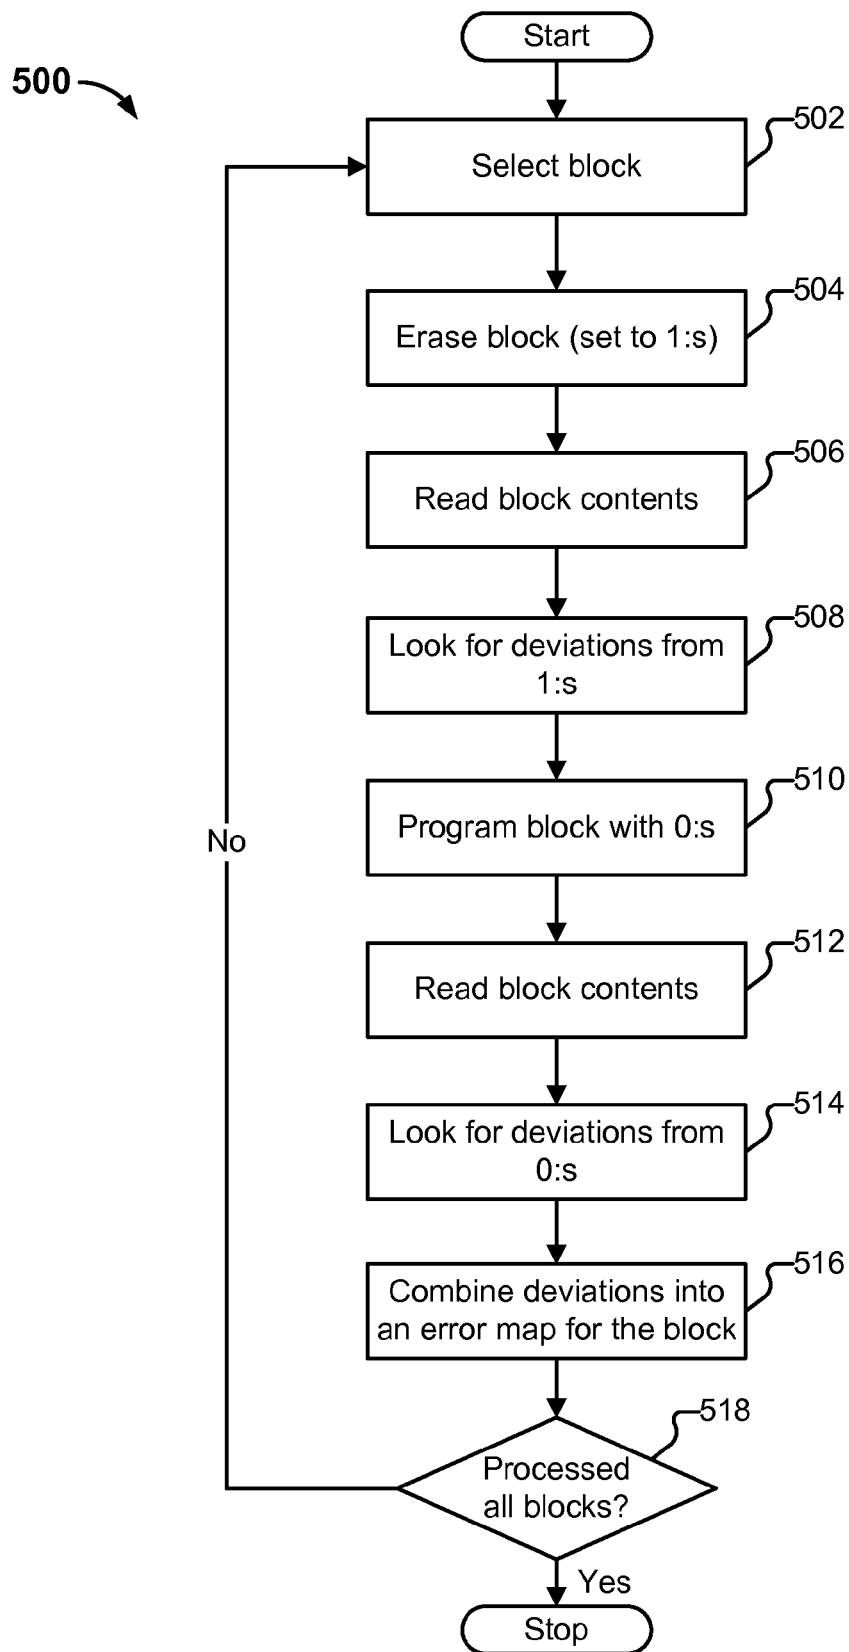 Start
500
502
Select block
504
Erase block (set to 1:s)
506
Read block contents
508
Look for deviations from
1:s
510
Program block with 0:s
No
512
Read block contents
514
Look for deviations from
0:s
516
Combine deviations into
an error map for the block
518
Processed
all blocks?
Yes
Stop